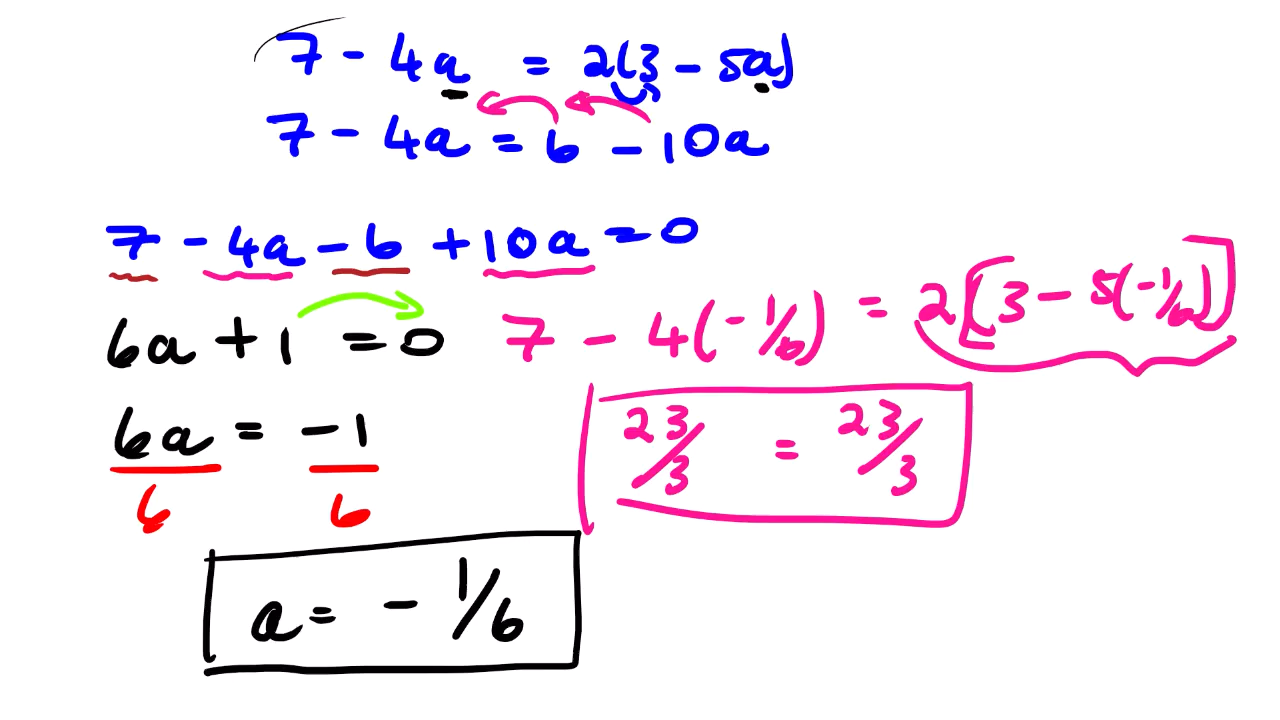 7 - 4a = 2(3 - 5a)
7 - 4a = 6 - 10a
7 - 4a - 6 + 10a = 0
6a + 1 = 0
6a = -1
6 6
a = - 1/6
7 - 4(-1/6) = 2[(3 - 5(-1/6)]
23/3 = 23/3